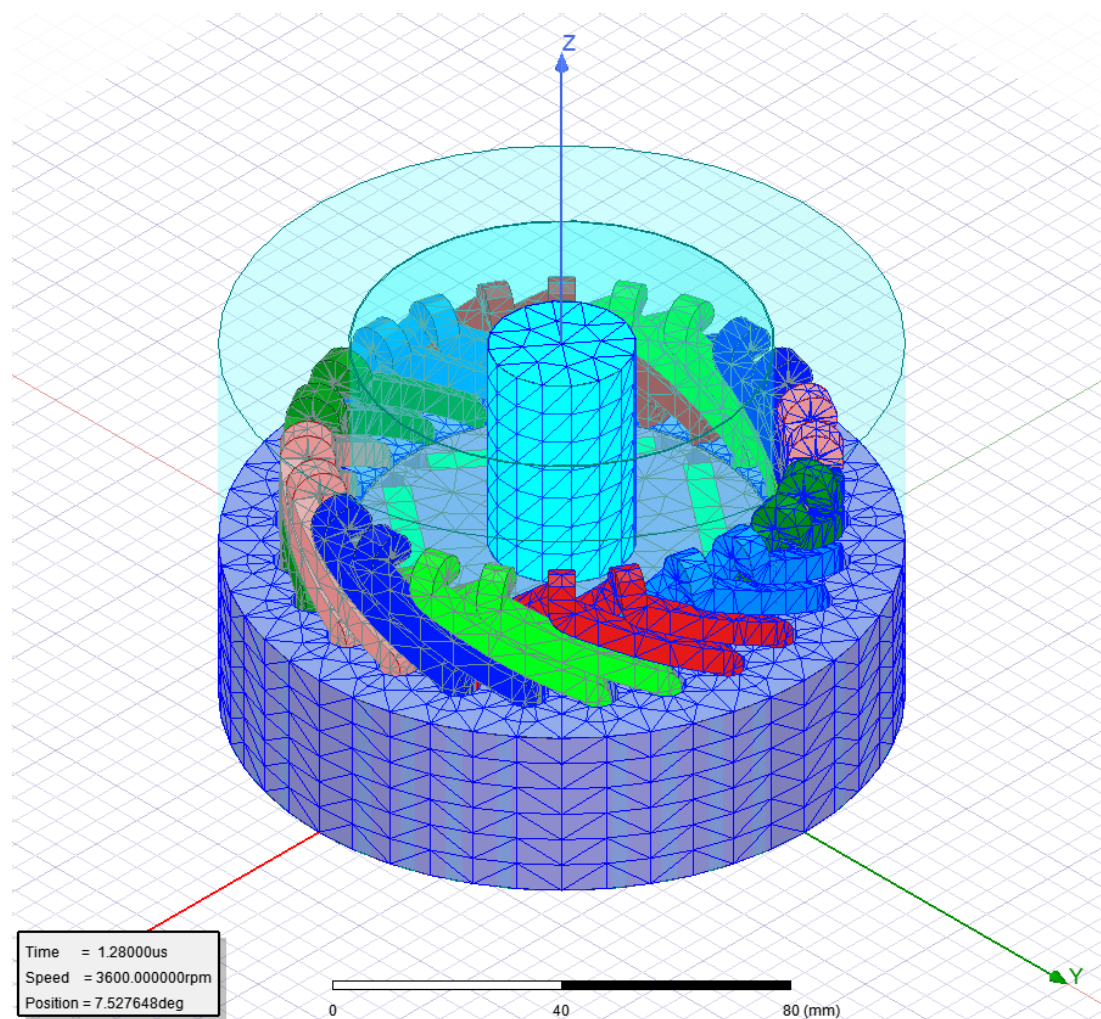 Z
Y
Time = 1.28000us
Speed = 3600.000000rpm
Position = 7.527648deg
0 40 80 (mm)